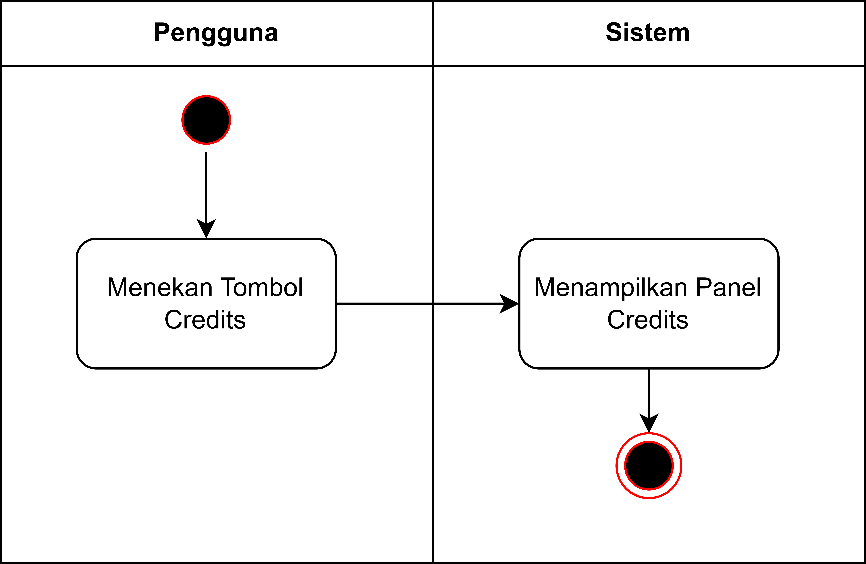 Pengguna
Sistem
Menekan Tombol
Credits
Menampilkan Panel
Credits